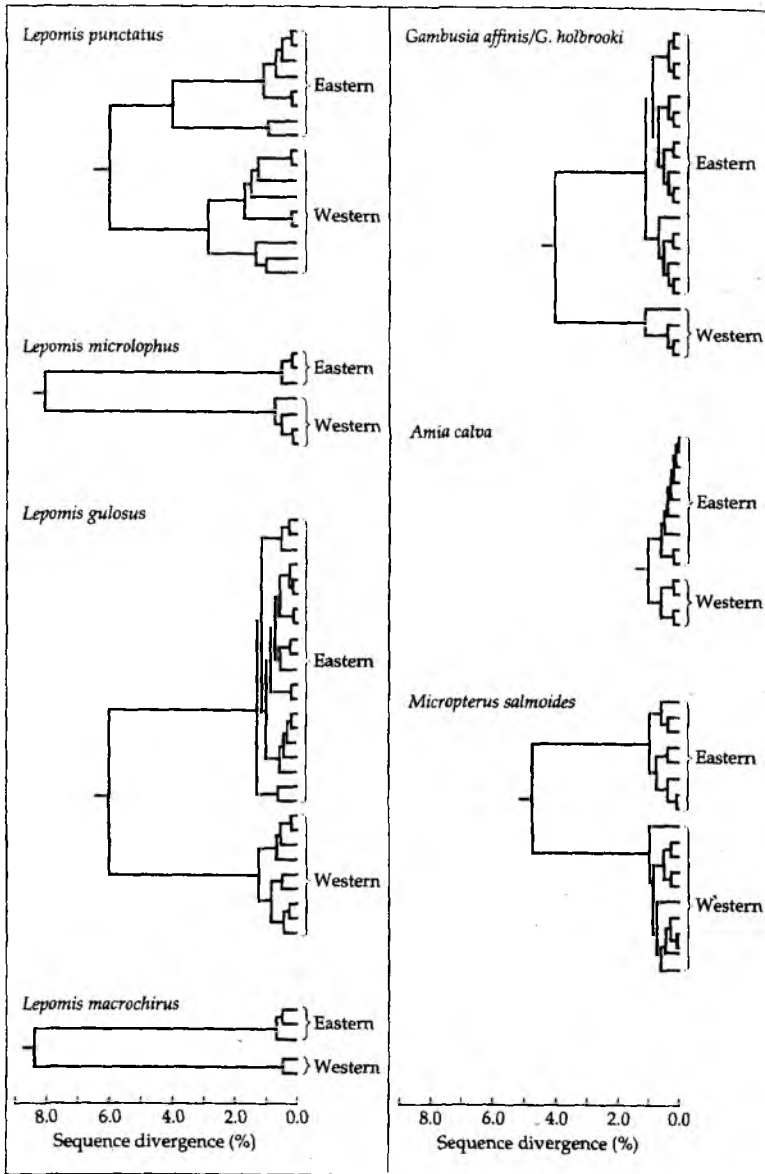 Lepomis punctatus
Eastern
Western
Lepomis microlophus
Eastern
Western
Lepomis gulosus
Eastern
Western
Lepomis macrochirus
Eastern
Western
8.0 6.0 4.0 2.0 0.0
Sequence divergence (%)
Gambusia affinis/G. holbrooki
Eastern
Western
Amia calva
Eastern
Western
Micropterus salmoides
Eastern
Western
8.0 6.0 4.0 2.0 0.0
Sequence divergence (%)